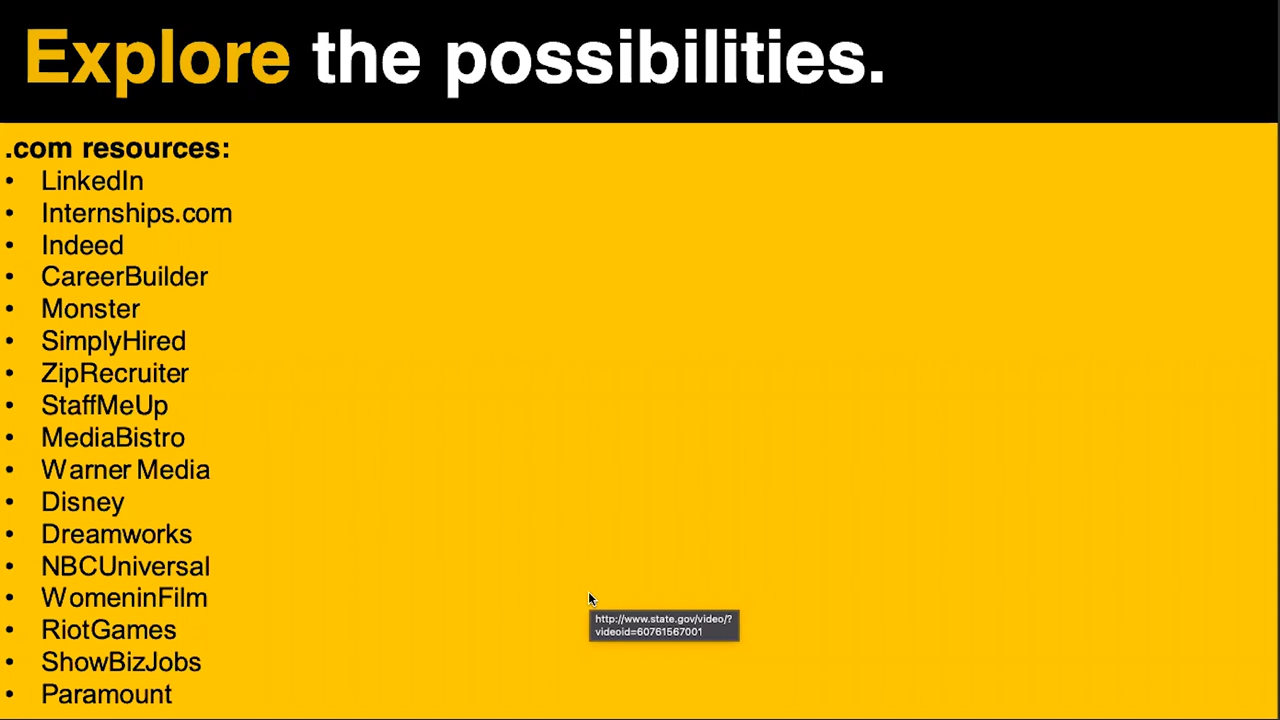 Explore the possibilities.
.com resources:
• LinkedIn
• Internships.com
• Indeed
• CareerBuilder
• Monster
• SimplyHired
• ZipRecruiter
• StaffMeUp
• MediaBistro
• Warner Media
• Disney
• Dreamworks
• NBCUniversal
• WomeninFilm
• RiotGames
• ShowBizJobs
• Paramount
http://www.state.gov/video/?
videoid=60761567001